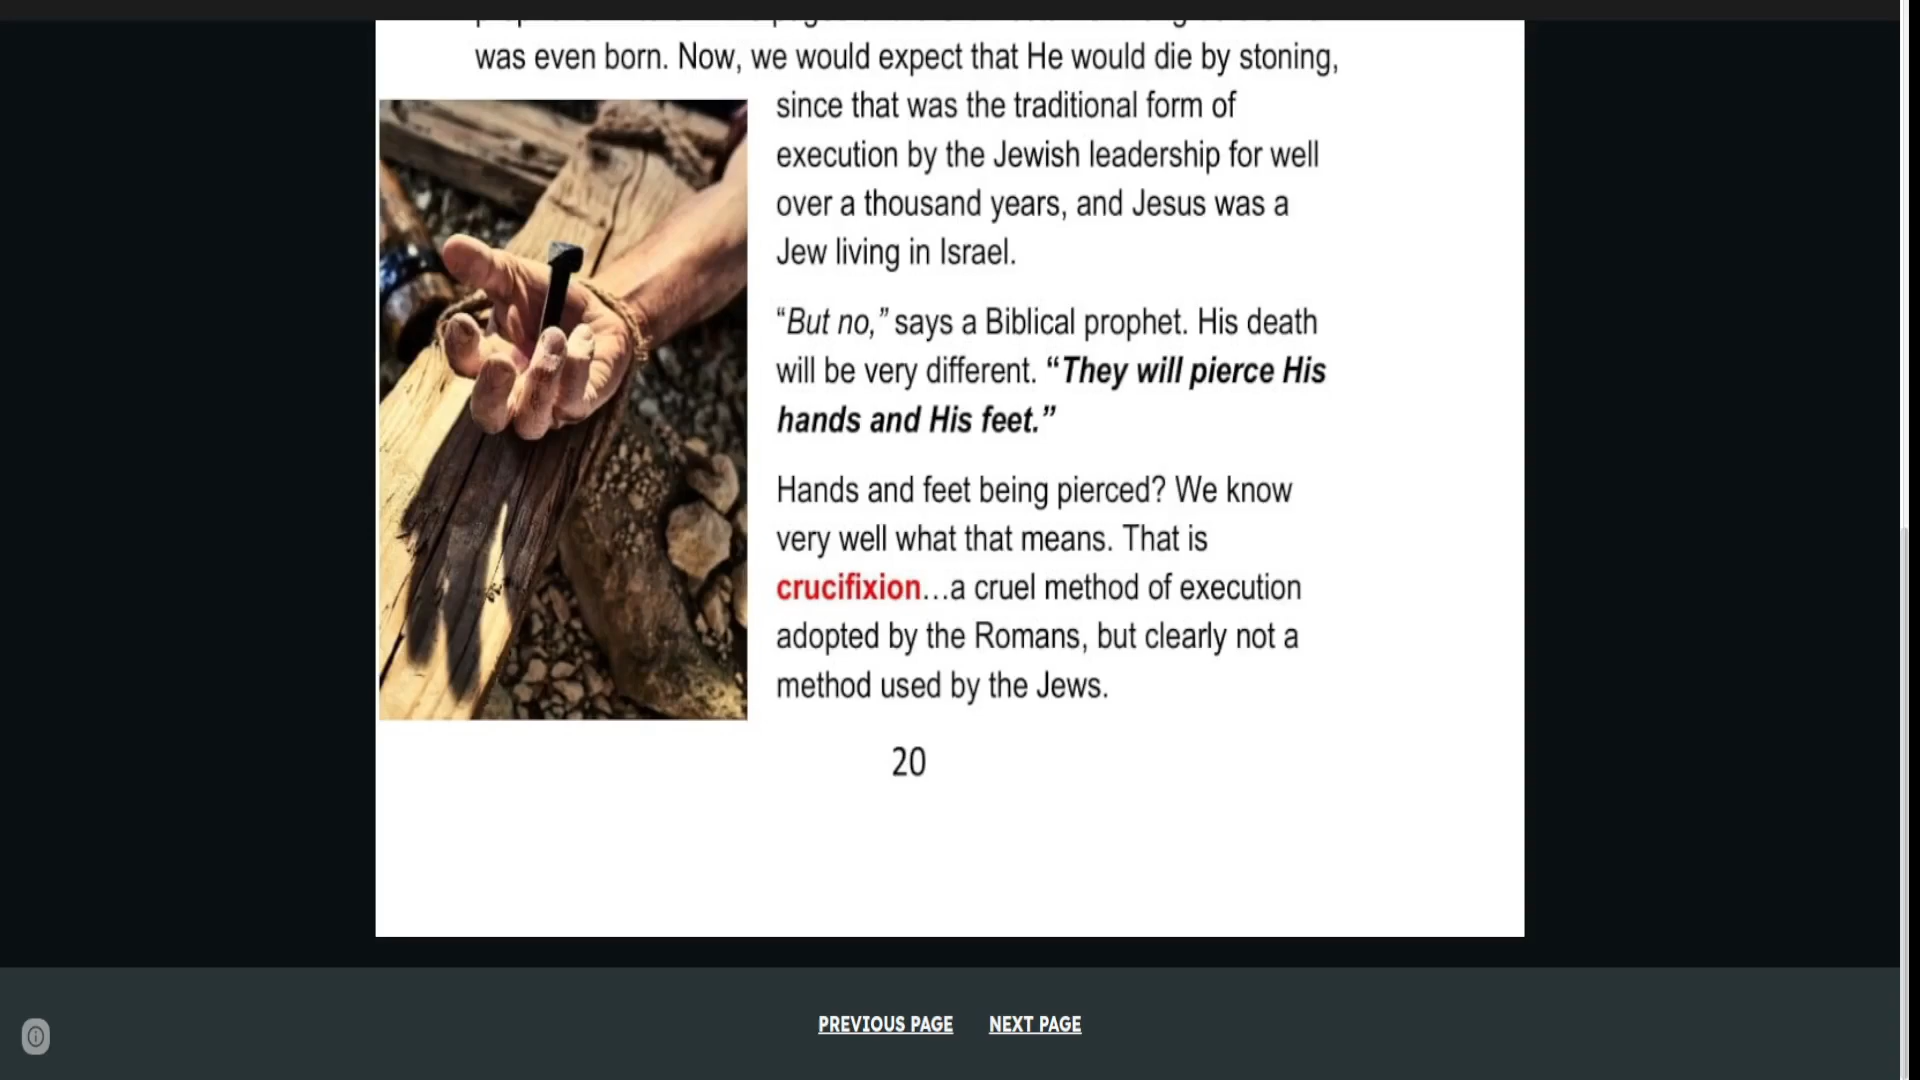 was even born. Now, we would expect that He would die by stoning,
since that was the traditional form of
execution by the Jewish leadership for well
over a thousand years, and Jesus was a
Jew living in Israel.
“But no,” says a Biblical prophet. His death
will be very different. “They will pierce His
hands and His feet.”
Hands and feet being pierced? We know
very well what that means. That is
crucifixion…a cruel method of execution
adopted by the Romans, but clearly not a
method used by the Jews.
20
PREVIOUS PAGE NEXT PAGE